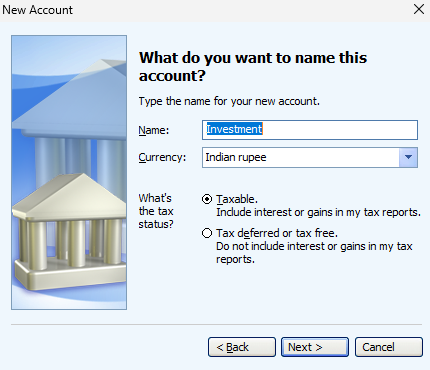 New Account
What do you want to name this
account?
Type the name for your new account.
Name: Investment
Currency: Indian rupee
What's
the tax
status?
Taxable.
Include interest or gains in my tax reports.
Tax deferred or tax free.
Do not include interest or gains in my tax
reports.
< Back Next > Cancel